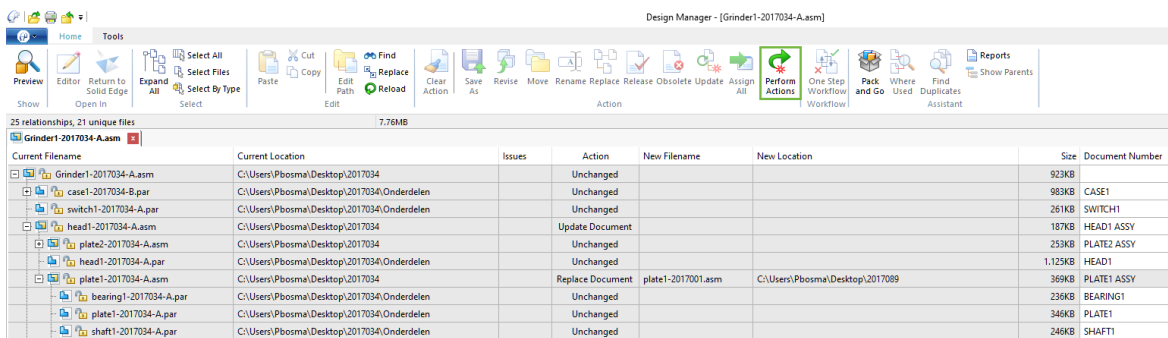 Design Manager - [Grinder1-2017034-A.asm]
Home Tools
Preview Editor Return to Solid Edge Expand All Select All Select Files Select By Type Paste Cut Copy Edit Path Find Replace Reload Clear Action Save As Revise Move Rename Replace Release Obsolete Update Assign All Perform Actions One Step Workflow Pack and Go Where Used Find Duplicates Reports Show Parents
Show Open In Select Edit Action Workflow Assistant
25 relationships, 21 unique files 7.76MB
Grinder1-2017034-A.asm x
Current Filename Current Location Issues Action New Filename New Location Size Document Number
Grinder1-2017034-A.asm C:\Users\Pbosma\Desktop\2017034 Unchanged 923KB
case1-2017034-B.par C:\Users\Pbosma\Desktop\2017034\Onderdelen Unchanged 983KB CASE1
switch1-2017034-A.par C:\Users\Pbosma\Desktop\2017034\Onderdelen Unchanged 261KB SWITCH1
head1-2017034-A.asm C:\Users\Pbosma\Desktop\2017034 Update Document 187KB HEAD1 ASSY
plate2-2017034-A.asm C:\Users\Pbosma\Desktop\2017034 Unchanged 253KB PLATE2 ASSY
head1-2017034-A.par C:\Users\Pbosma\Desktop\2017034\Onderdelen Unchanged 1.125KB HEAD1
plate1-2017034-A.asm C:\Users\Pbosma\Desktop\2017034 Replace Document plate1-2017001.asm C:\Users\Pbosma\Desktop\2017089 369KB PLATE1 ASSY
bearing1-2017034-A.par C:\Users\Pbosma\Desktop\2017034\Onderdelen Unchanged 236KB BEARING1
plate1-2017034-A.par C:\Users\Pbosma\Desktop\2017034\Onderdelen Unchanged 346KB PLATE1
shaft1-2017034-A.par C:\Users\Pbosma\Desktop\2017034\Onderdelen Unchanged 246KB SHAFT1